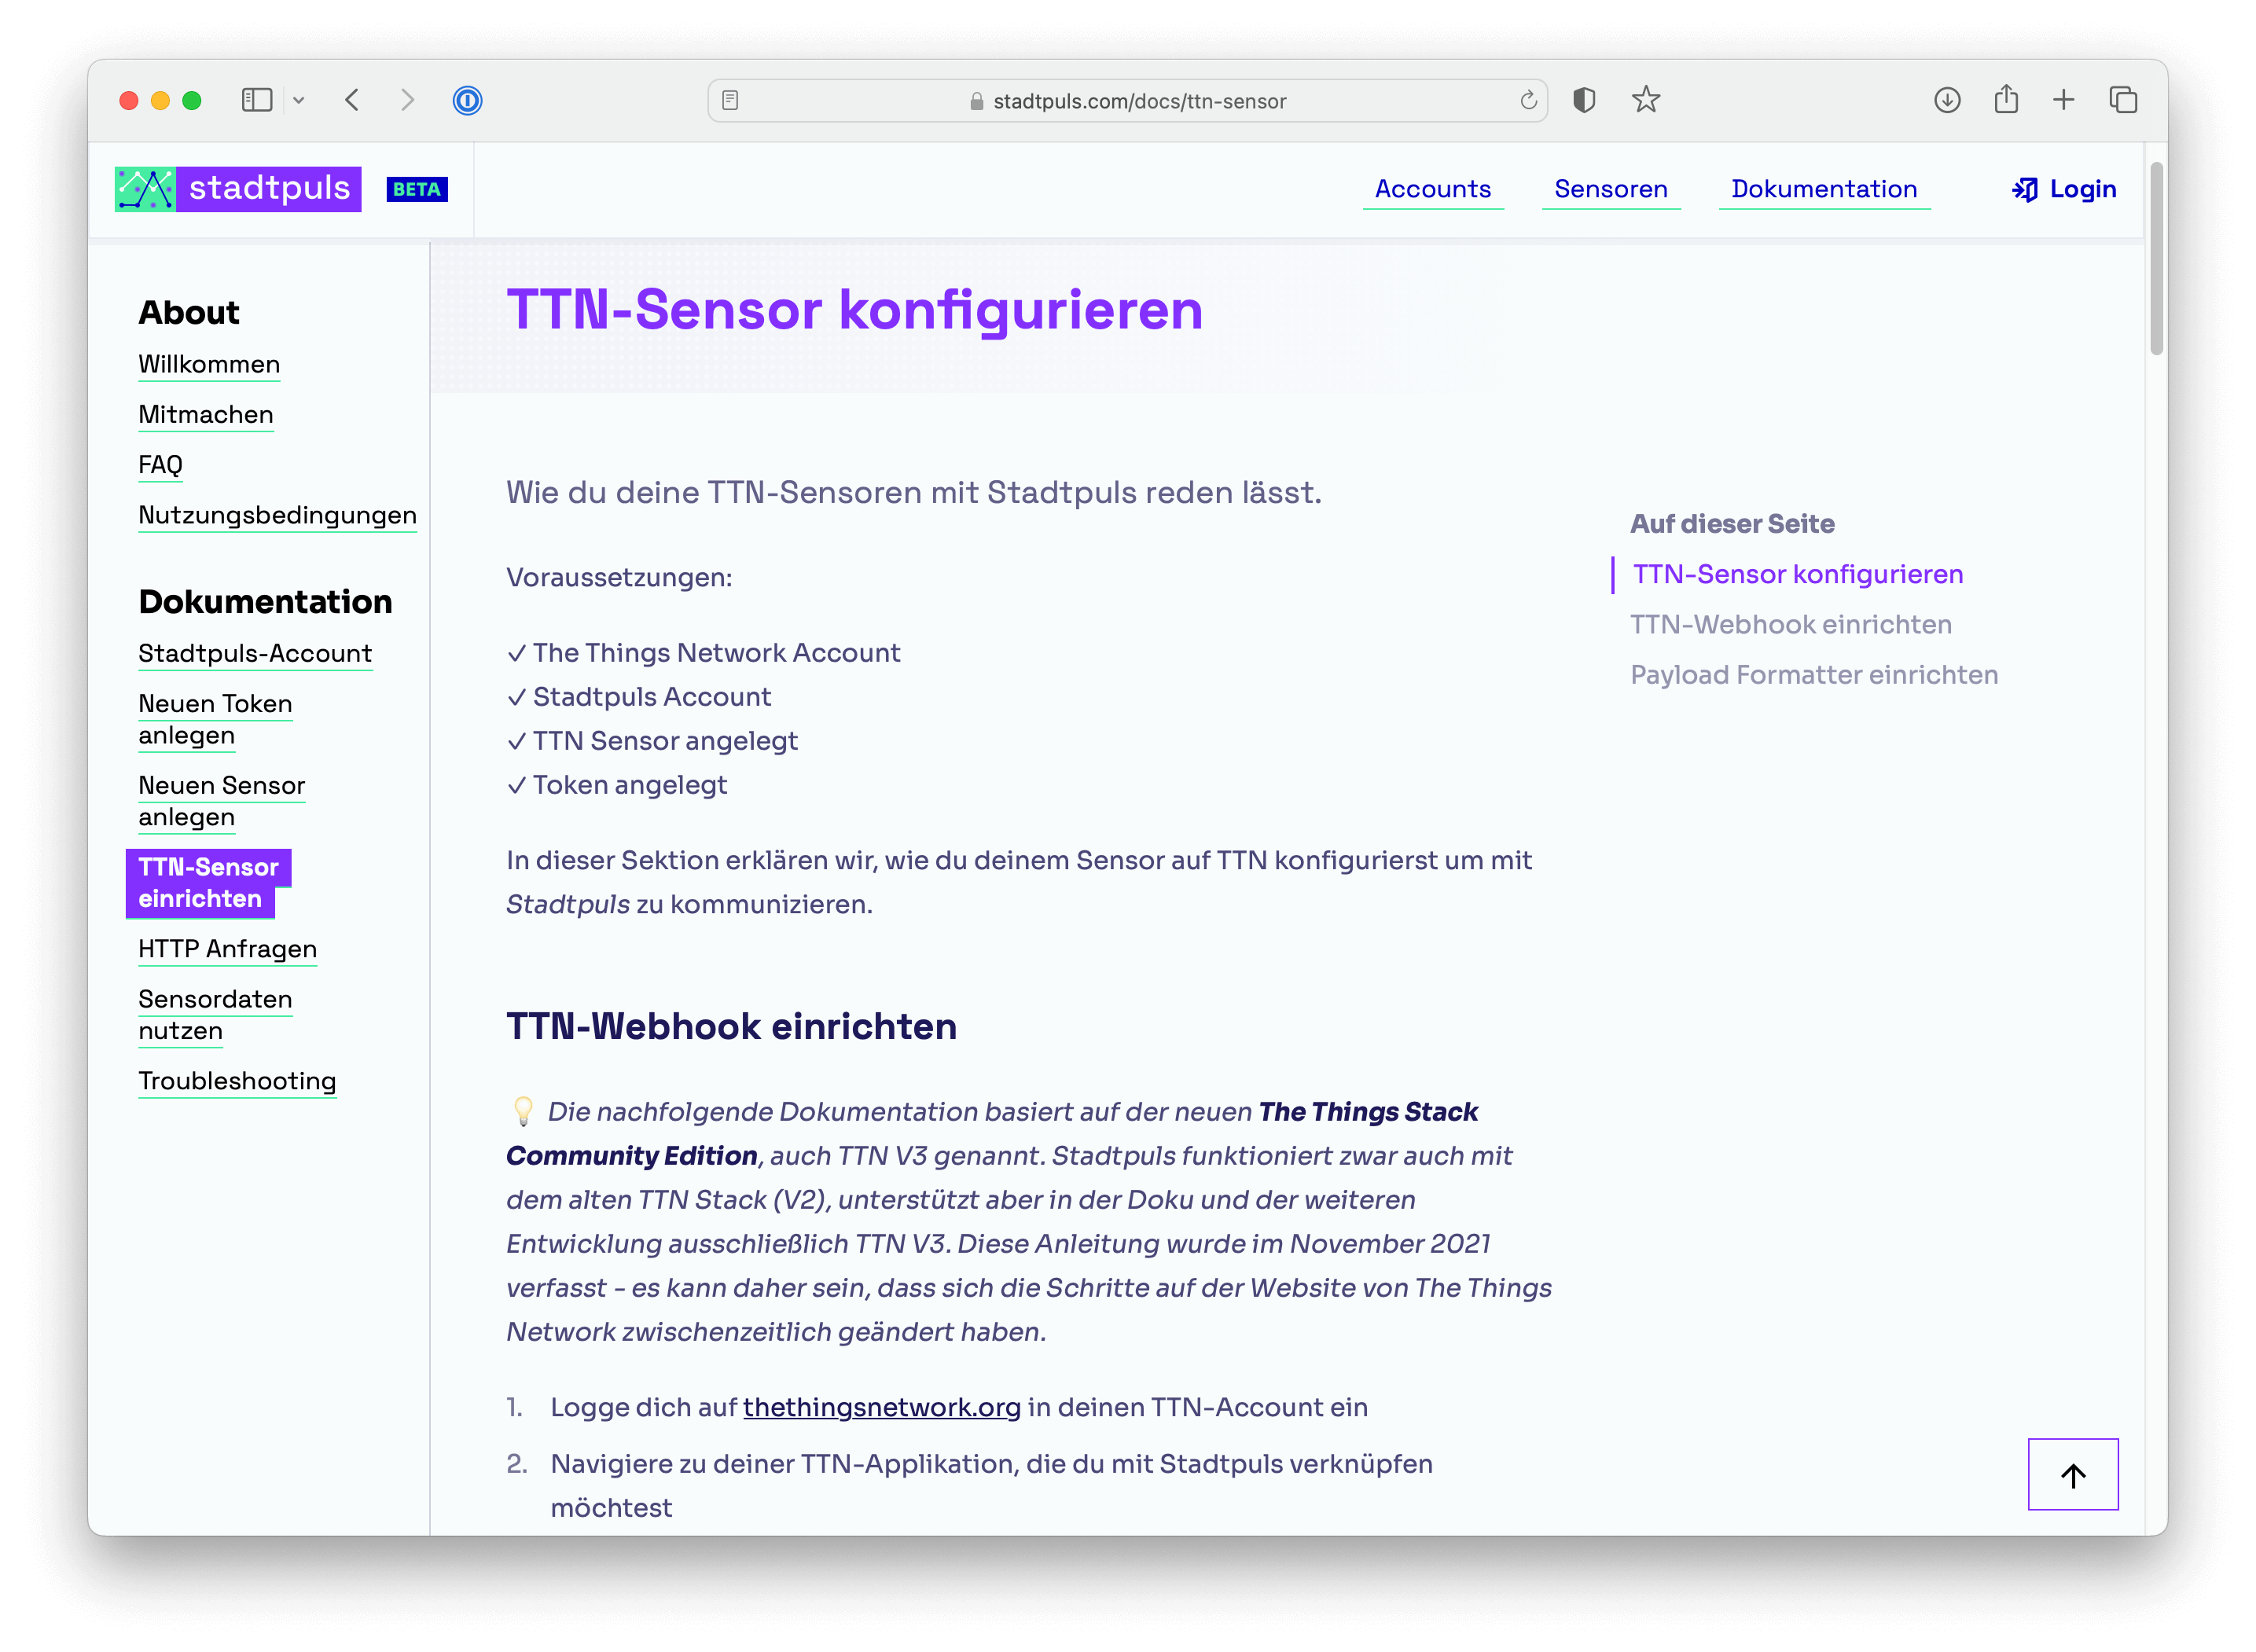 stadtpuls.com/docs/ttn-sensor
stadtpuls
BETA
Accounts
Sensoren
Dokumentation
Login
About
Willkommen
Mitmachen
FAQ
Nutzungsbedingungen
Dokumentation
Stadtpuls-Account
Neuen Token
anlegen
Neuen Sensor
anlegen
TTN-Sensor
einrichten
HTTP Anfragen
Sensordaten
nutzen
Troubleshooting
TTN-Sensor konfigurieren
Wie du deine TTN-Sensoren mit Stadtpuls reden lässt.
Voraussetzungen:
✓ The Things Network Account
✓ Stadtpuls Account
✓ TTN Sensor angelegt
✓ Token angelegt
In dieser Sektion erklären wir, wie du deinem Sensor auf TTN konfigurierst um mit
Stadtpuls zu kommunizieren.
TTN-Webhook einrichten
💡 Die nachfolgende Dokumentation basiert auf der neuen The Things Stack
Community Edition, auch TTN V3 genannt. Stadtpuls funktioniert zwar auch mit
dem alten TTN Stack (V2), unterstützt aber in der Doku und der weiteren
Entwicklung ausschließlich TTN V3. Diese Anleitung wurde im November 2021
verfasst - es kann daher sein, dass sich die Schritte auf der Website von The Things
Network zwischenzeitlich geändert haben.
1. Logge dich auf thethingsnetwork.org in deinen TTN-Account ein
2. Navigiere zu deiner TTN-Applikation, die du mit Stadtpuls verknüpfen
möchtest
Auf dieser Seite
TTN-Sensor konfigurieren
TTN-Webhook einrichten
Payload Formatter einrichten